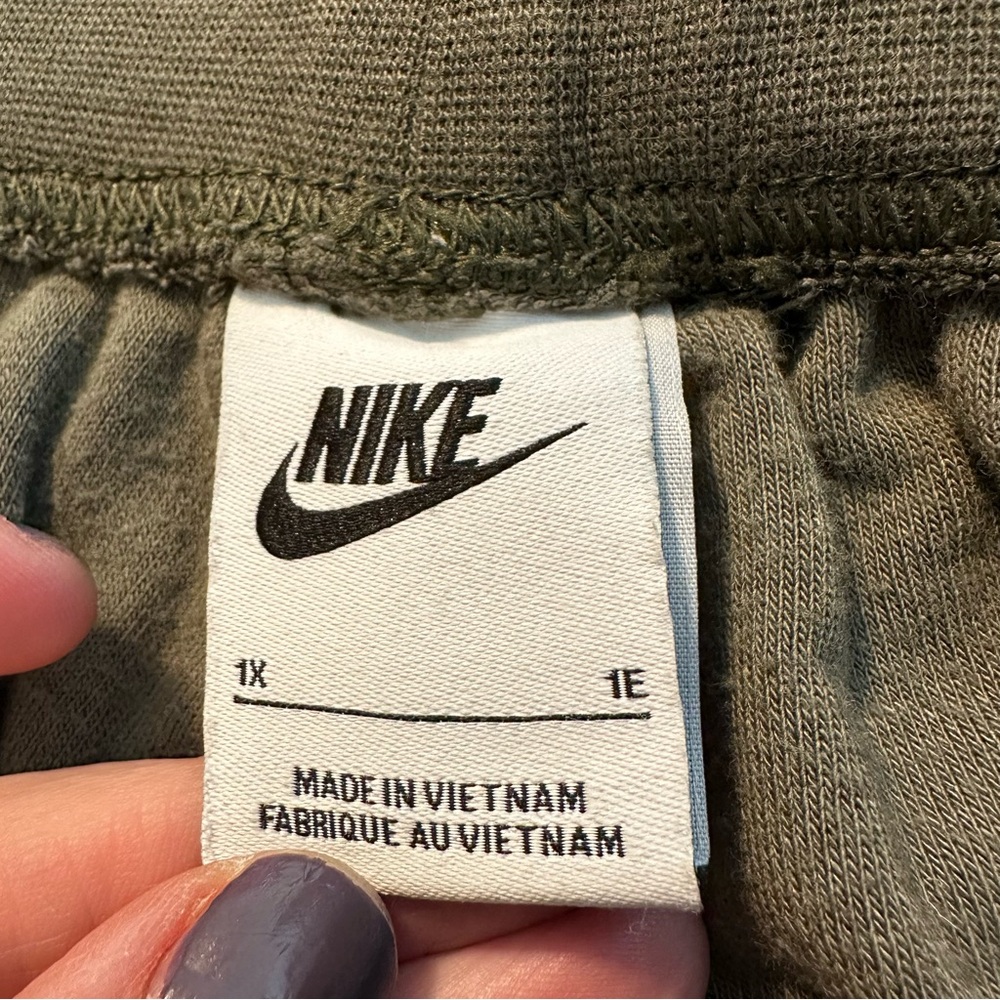 NIKE
1X 1E
MADE IN VIETNAM
FABRIQUE AU VIETNAM